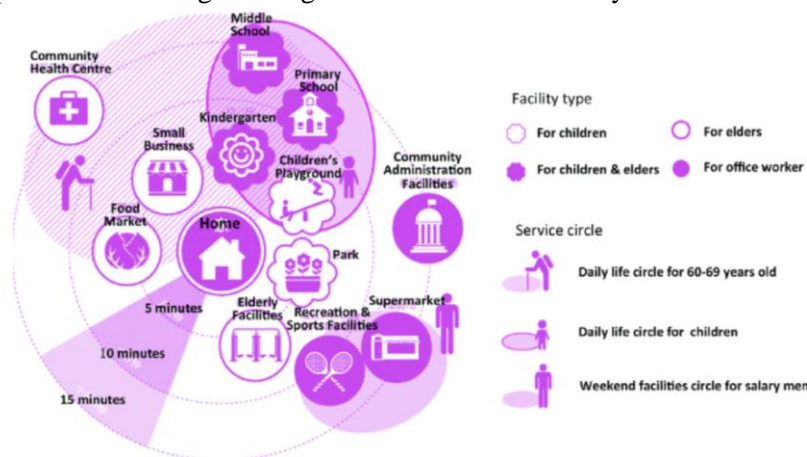 Middle
School
Community
Health Centre
Primary
School
Kindergarten
Small
Business
Children's
Playground
Community
Administration
Facilities
Food
Market
Home
Park
5 minutes
Elderly
Facilities
Recreation &
Sports Facilities
Supermarket
10 minutes
15 minutes
Facility type
For children
For elders
For children & elders
For office worker
Service circle
Daily life circle for 60-69 years old
Daily life circle for children
Weekend facilities circle for salary men